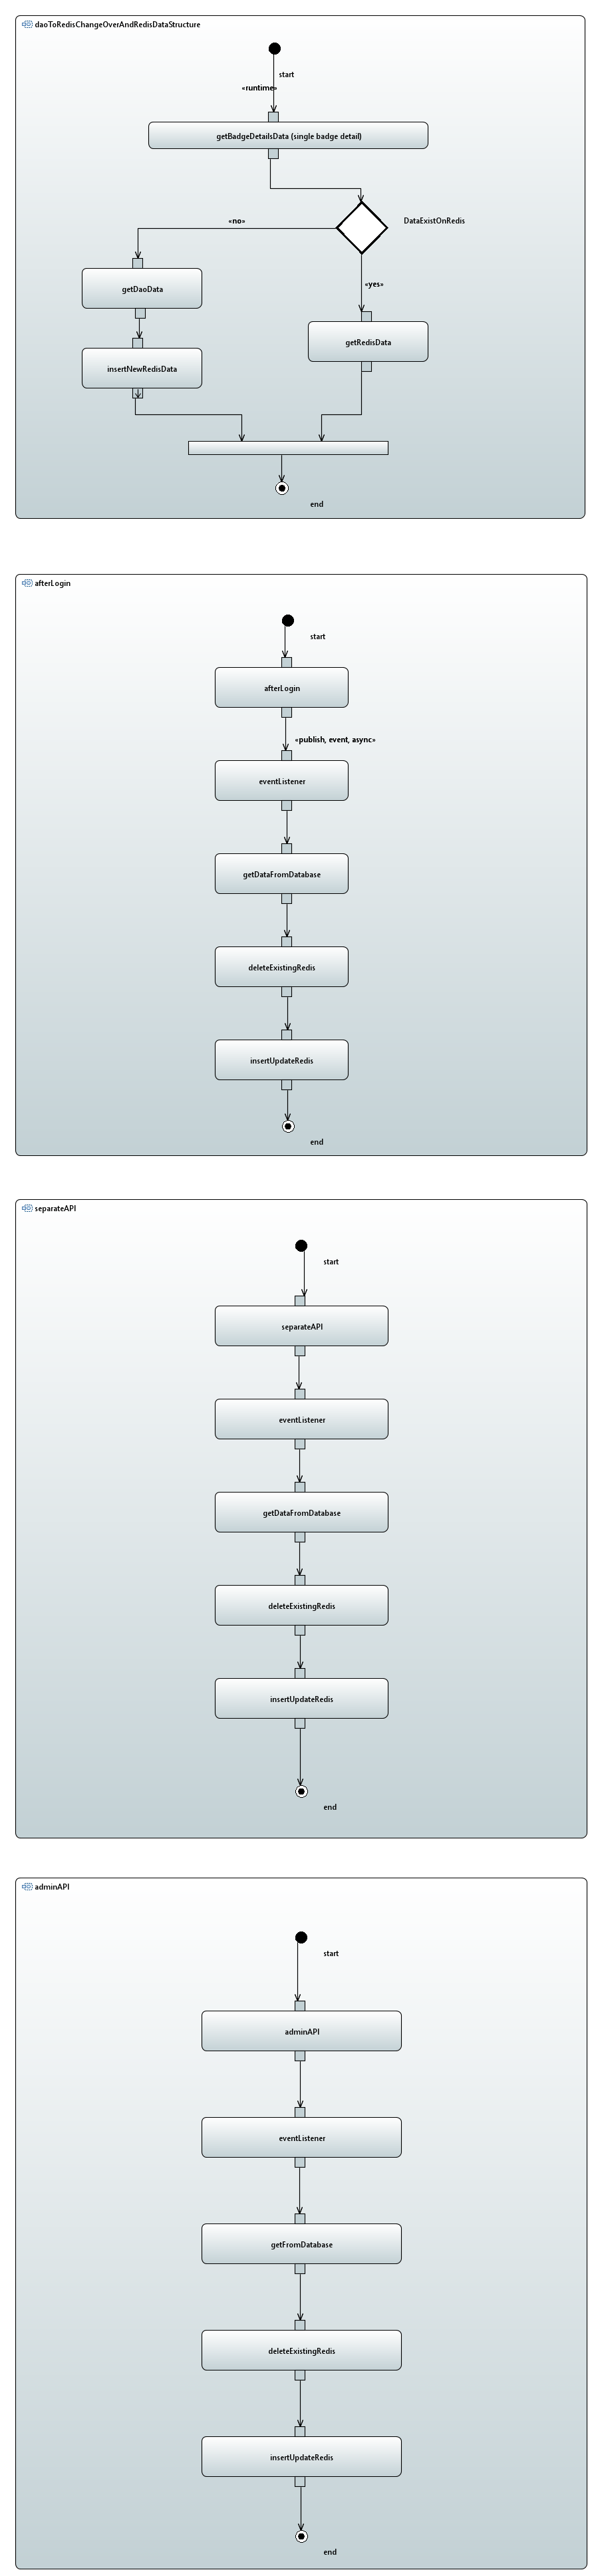 daoToRedisChangeOverAndRedisDataStructure
start
«runtime»
getBadgeDetailsData (single badge detail)
DataExistOnRedis
«no»
«yes»
getDaoData
getRedisData
insertNewRedisData
end
afterLogin
start
afterLogin
«publish, event, async»
eventListener
getDataFromDatabase
deleteExistingRedis
insertUpdateRedis
end
separateAPI
start
separateAPI
eventListener
getDataFromDatabase
deleteExistingRedis
insertUpdateRedis
end
adminAPI
start
adminAPI
eventListener
getFromDatabase
deleteExistingRedis
insertUpdateRedis
end